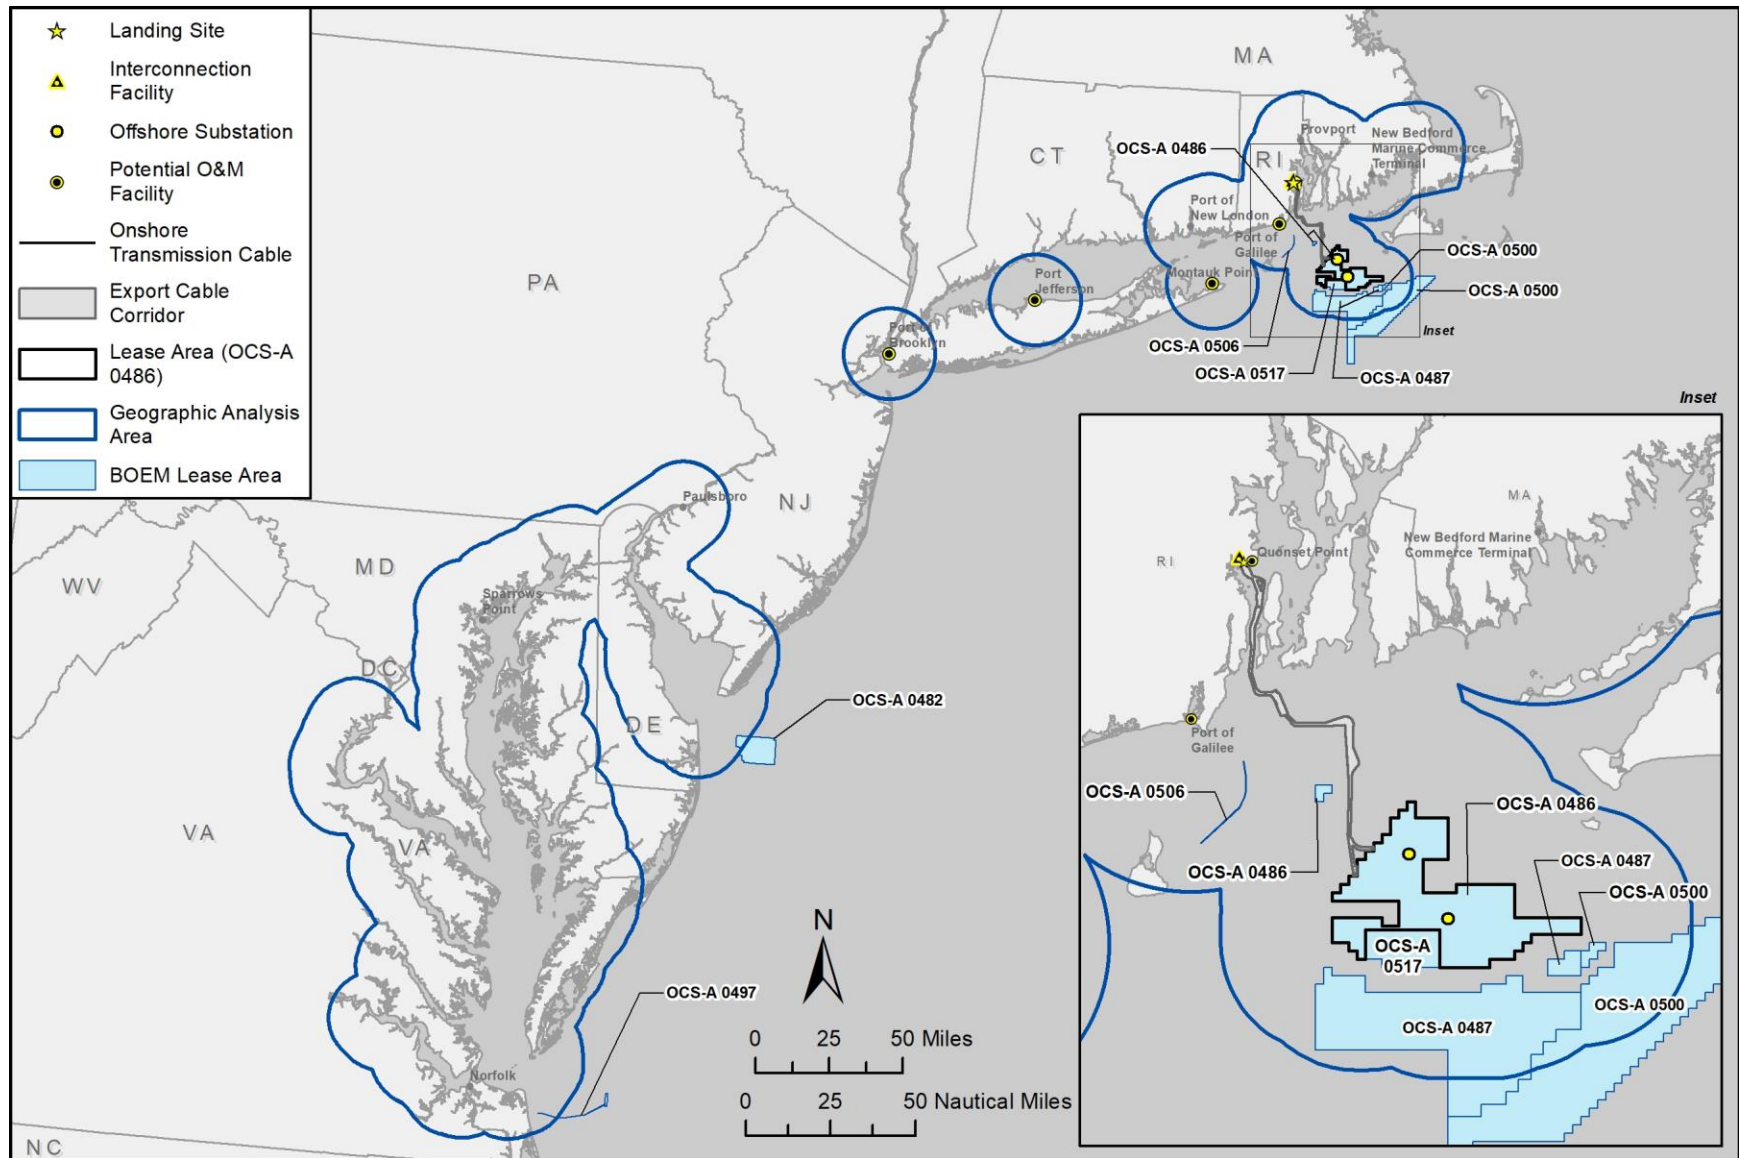 Landing Site
Interconnection
Facility
Offshore Substation
Potential O&M
Facility
Onshore
Transmission Cable
Export Cable
Corridor
Lease Area (OCS-A
0486)
Geographic Analysis
Area
BOEM Lease Area
MA
CT
RI
PA
NJ
MD
WV
DC
DE
VA
VA
NC
Provport
New Bedford
Marine Commerce
Terminal
OCS-A 0486
Port of
New London
Port of
Galilee
Montauk Point
Port
Jefferson
Port of
Brooklyn
OCS-A 0500
OCS-A 0500
Inset
OCS-A 0506
OCS-A 0517
OCS-A 0487
Paulsboro
Sparrows
Point
OCS-A 0482
OCS-A 0497
Norfolk
N
0 25 50 Miles
0 25 50 Nautical Miles
Inset
MA
RI
New Bedford Marine
Commerce Terminal
Quonset Point
Port of
Galilee
OCS-A 0506
OCS-A 0486
OCS-A 0486
OCS-A 0487
OCS-A 0500
OCS-A
0517
OCS-A 0500
OCS-A 0487